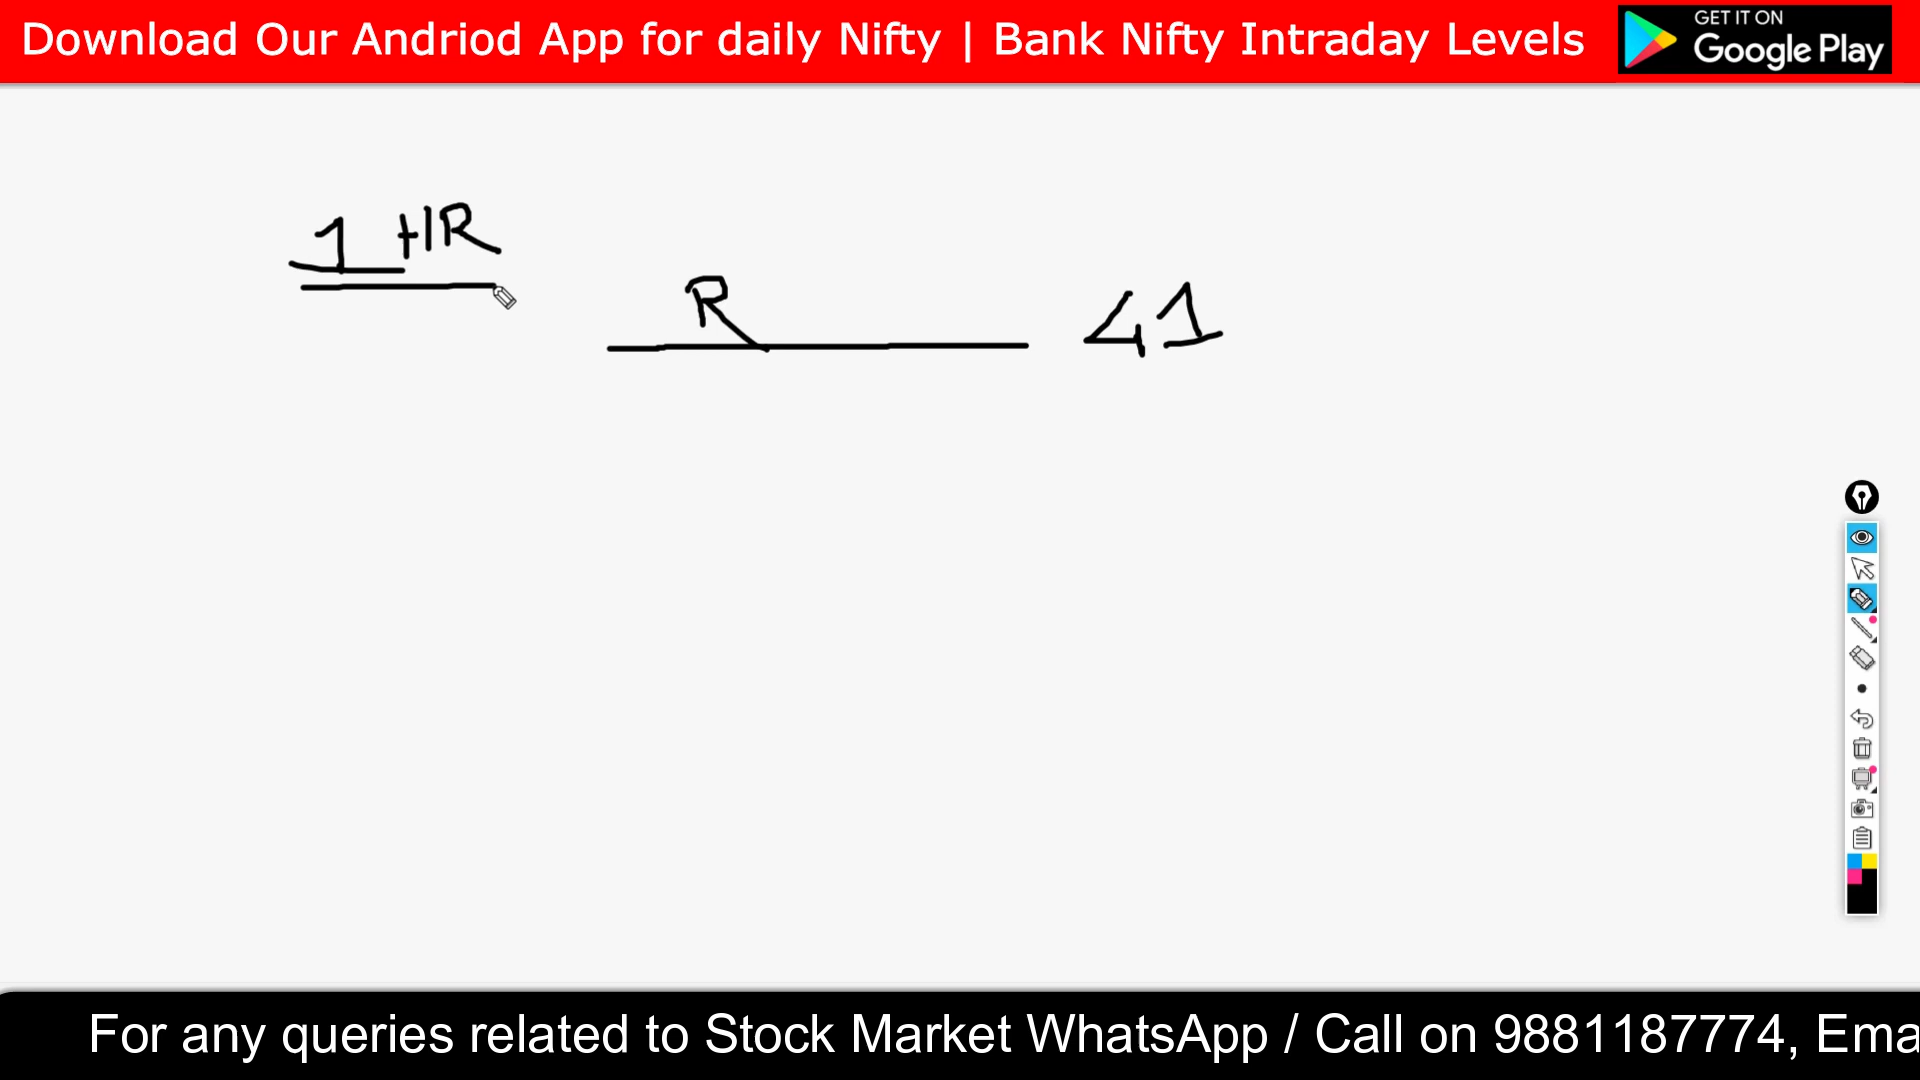 Download Our Andriod App for daily Nifty | Bank Nifty Intraday Levels
GET IT ON
Google Play
1 HR
R 41
For any queries related to Stock Market WhatsApp / Call on 9881187774, Ema